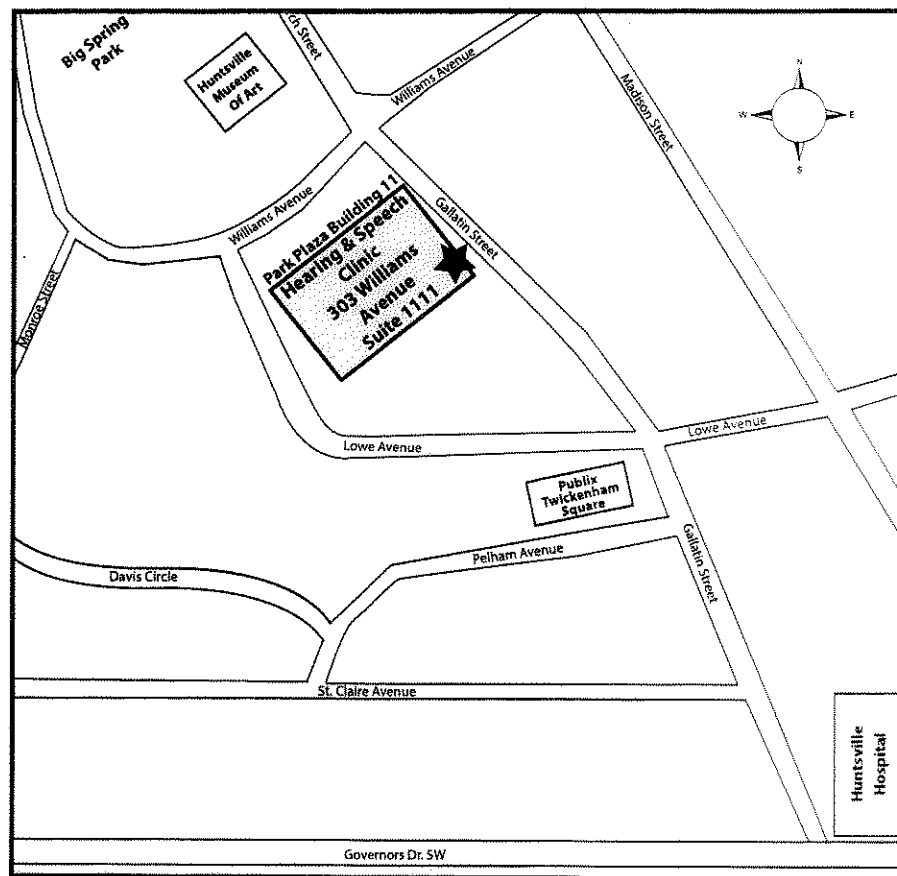 Big Spring
Park
Huntsville
Museum
Of Art
rch Street
Williams Avenue
Madison Street
N
W
E
S
Williams Avenue
Park Plaza Building 11
Hearing & Speech
Clinic
303 Williams
Avenue
Suite 1111
Gallatin Street
Monroe Street
Lowe Avenue
Lowe Avenue
Publix
Twickenham
Square
Pelham Avenue
Gallatin Street
Davis Circle
St. Claire Avenue
Huntsville
Hospital
Governors Dr. SW